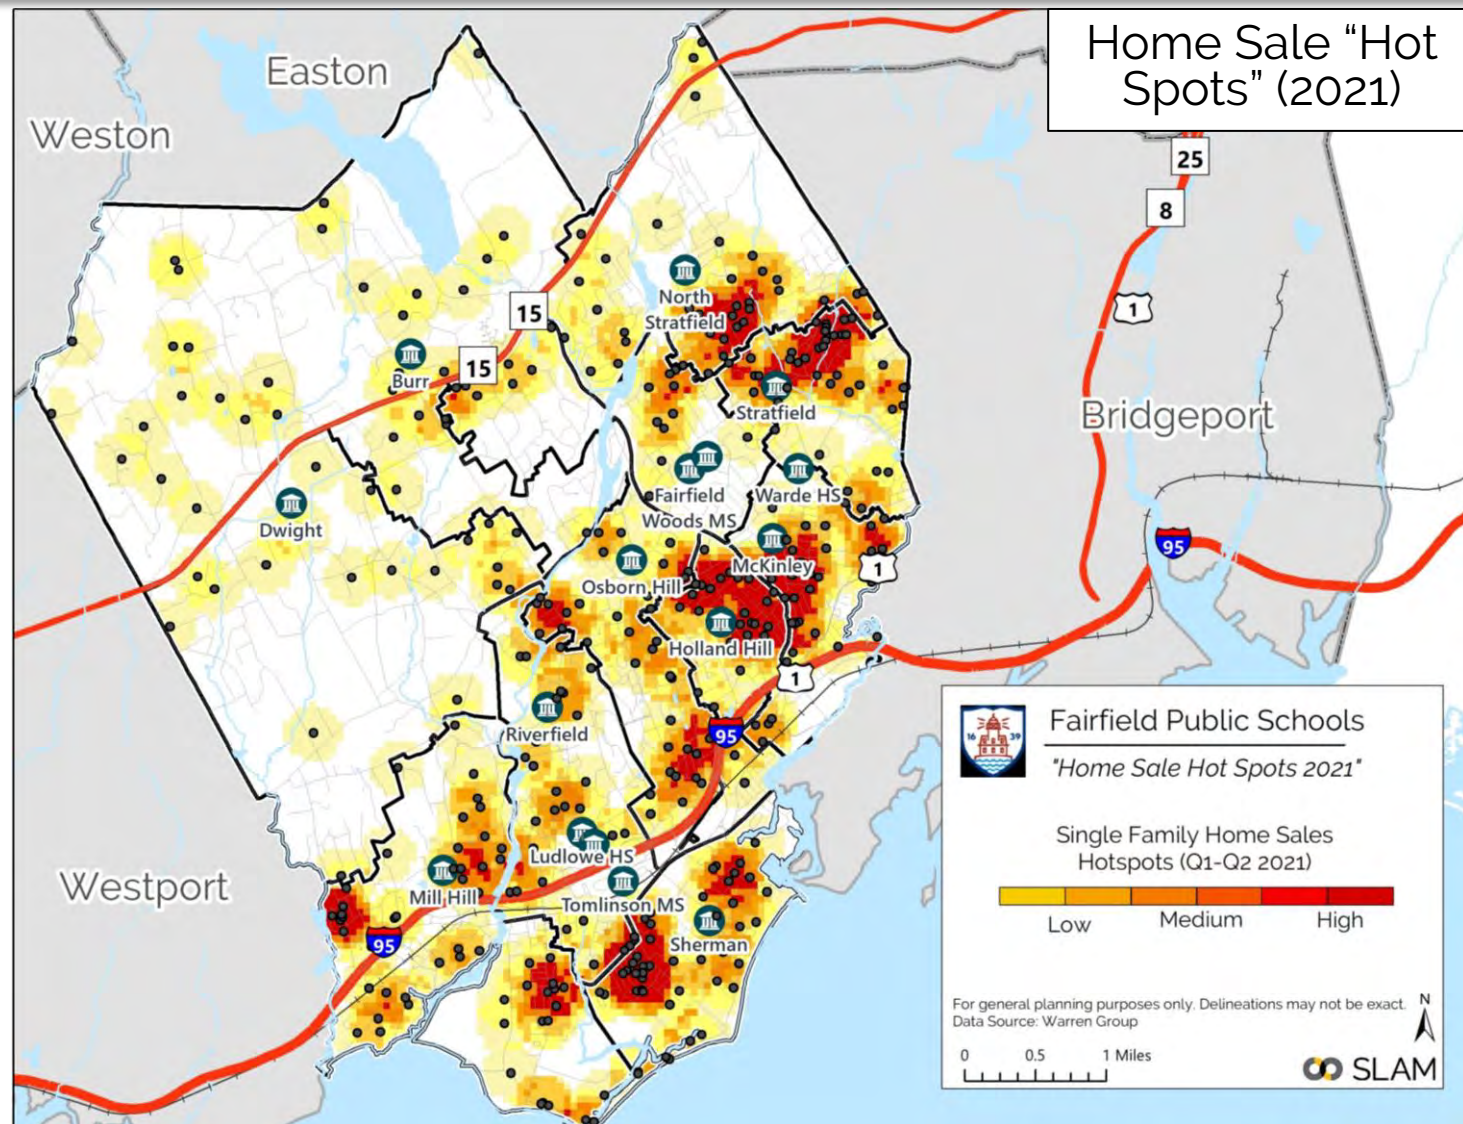 Home Sale “Hot
Spots” (2021)
Easton
Weston
25
8
15
1
North
Stratfield
15
Burr
Stratfield
Bridgeport
Fairfield
Woods MS
Warde HS
Dwight
McKinley
1
95
Osborn Hill
Holland Hill
1
Riverfield
95
Ludlowe HS
Westport
Mill Hill
Tomlinson MS
Sherman
95
16 39
Fairfield Public Schools
"Home Sale Hot Spots 2021"
Single Family Home Sales
Hotspots (Q1-Q2 2021)
Low Medium High
For general planning purposes only. Delineations may not be exact.
Data Source: Warren Group
N
0 0.5 1 Miles
SLAM